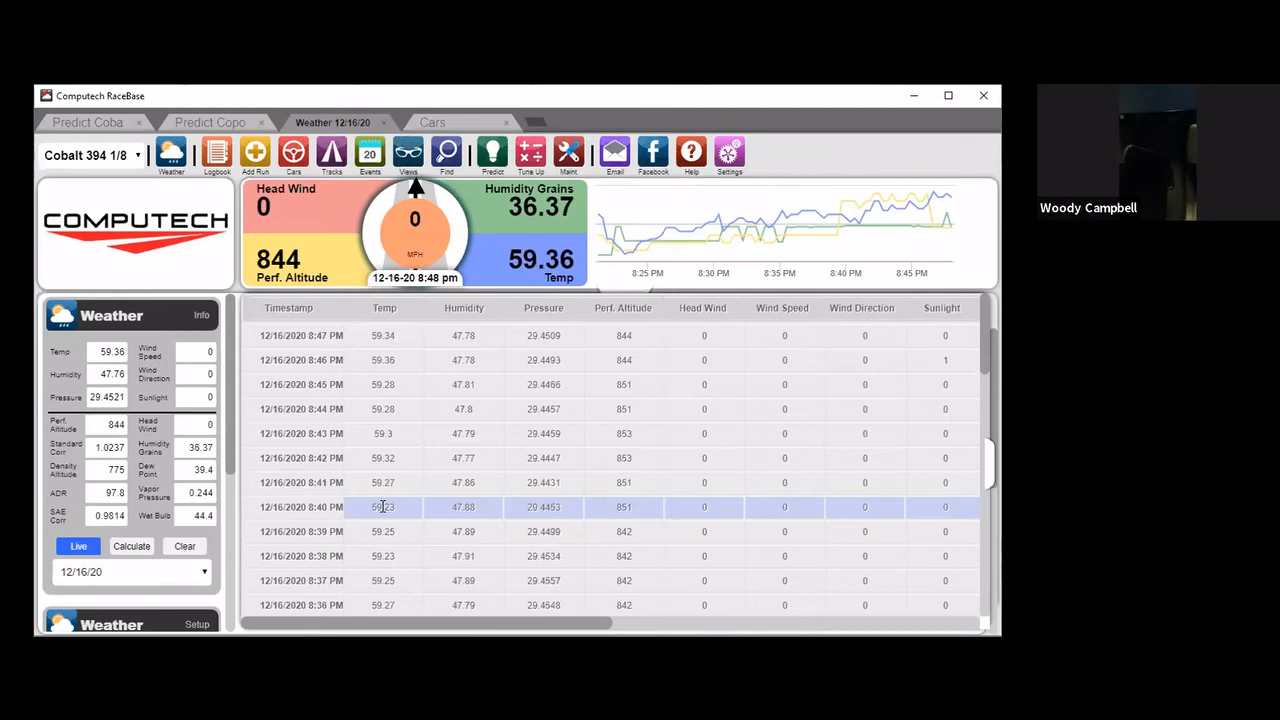 Computech RaceBase
Predict Coba ×
Predict Copo ×
Weather 12/16/20
Cars ×
Cobalt 394 1/8
Weather Logbook Add Run Cars Tracks Events Views Find Predict Tune Up Maint Email Facebook Help Settings
20
COMPUTECH
Head Wind
0
Humidity Grains
36.37
0
MPH
844
Perf. Altitude
59.36
Temp
12-16-20 8:48 pm
8:25 PM 8:30 PM 8:35 PM 8:40 PM 8:45 PM
Woody Campbell
Weather Info
Temp 59.36 Wind Speed 0
Humidity 47.76 Wind Direction 0
Pressure 29.4521 Sunlight 0
Perf. Altitude 844 Head Wind 0
Standard Corr 1.0237 Humidity Grains 36.37
Density Altitude 775 Dew Point 39.4
ADR 97.8 Vapor Pressure 0.244
SAE Corr 0.9814 Wet Bulb 44.4
Live Calculate Clear
12/16/20
Weather Setup
Timestamp Temp Humidity Pressure Perf. Altitude Head Wind Wind Speed Wind Direction Sunlight
12/16/2020 8:47 PM 59.34 47.78 29.4509 844 0 0 0 0
12/16/2020 8:46 PM 59.36 47.78 29.4493 844 0 0 0 1
12/16/2020 8:45 PM 59.28 47.81 29.4466 851 0 0 0 0
12/16/2020 8:44 PM 59.28 47.8 29.4457 851 0 0 0 0
12/16/2020 8:43 PM 59.3 47.79 29.4459 853 0 0 0 0
12/16/2020 8:42 PM 59.32 47.77 29.4447 853 0 0 0 0
12/16/2020 8:41 PM 59.27 47.86 29.4431 851 0 0 0 0
12/16/2020 8:40 PM 59.23 47.88 29.4453 851 0 0 0 0
12/16/2020 8:39 PM 59.25 47.89 29.4499 842 0 0 0 0
12/16/2020 8:38 PM 59.23 47.91 29.4534 842 0 0 0 0
12/16/2020 8:37 PM 59.25 47.89 29.4557 842 0 0 0 0
12/16/2020 8:36 PM 59.27 47.79 29.4548 842 0 0 0 0